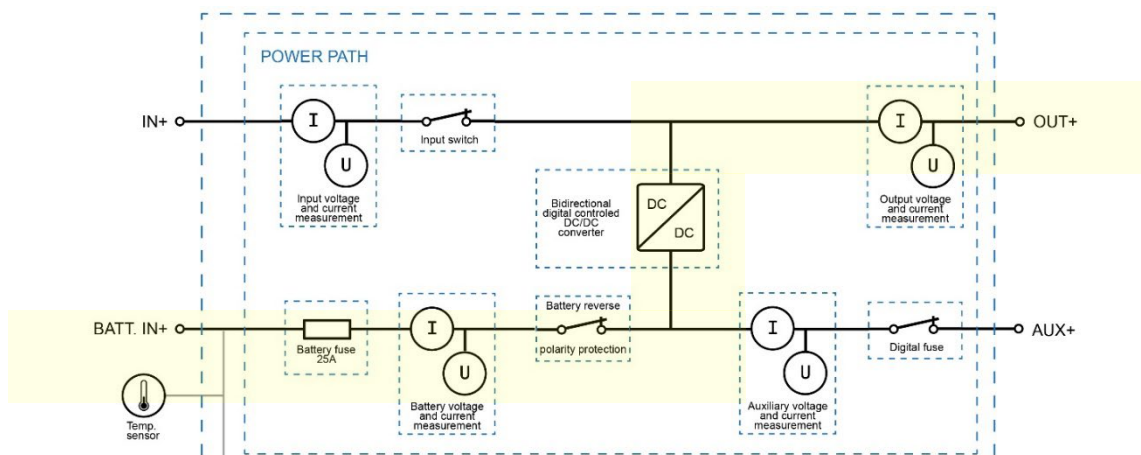 POWER PATH
IN+
I
U
Input voltage
and current
measurement
Input switch
I
U
Output voltage
and current
measurement
OUT+
Bidirectional
digital controled
DC/DC
converter
DC
DC
BATT. IN+
Battery fuse
25A
I
U
Battery voltage
and current
measurement
Battery reverse
polarity protection
I
U
Auxiliary voltage
and current
measurement
Digital fuse
AUX+
Temp.
sensor